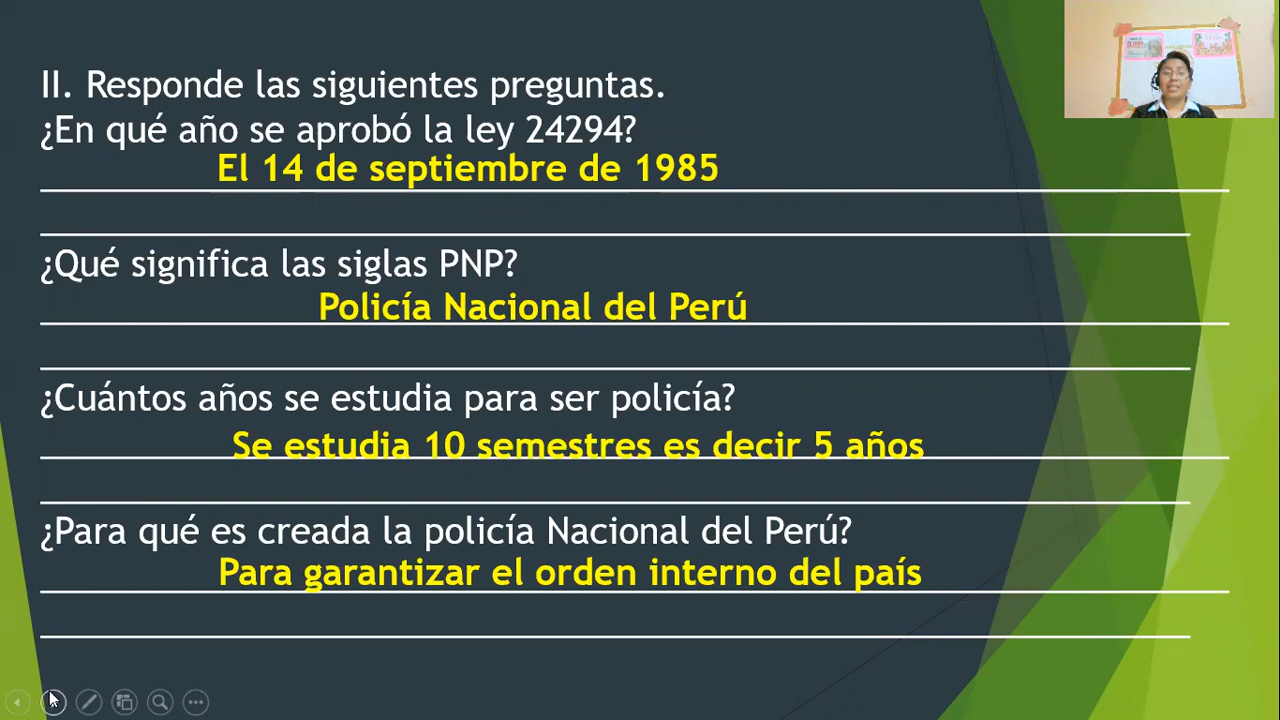 II. Responde las siguientes preguntas.
¿En qué año se aprobó la ley 24294?
El 14 de septiembre de 1985
¿Qué significa las siglas PNP?
Policía Nacional del Perú
¿Cuántos años se estudia para ser policía?
Se estudia 10 semestres es decir 5 años
¿Para qué es creada la policía Nacional del Perú?
Para garantizar el orden interno del país